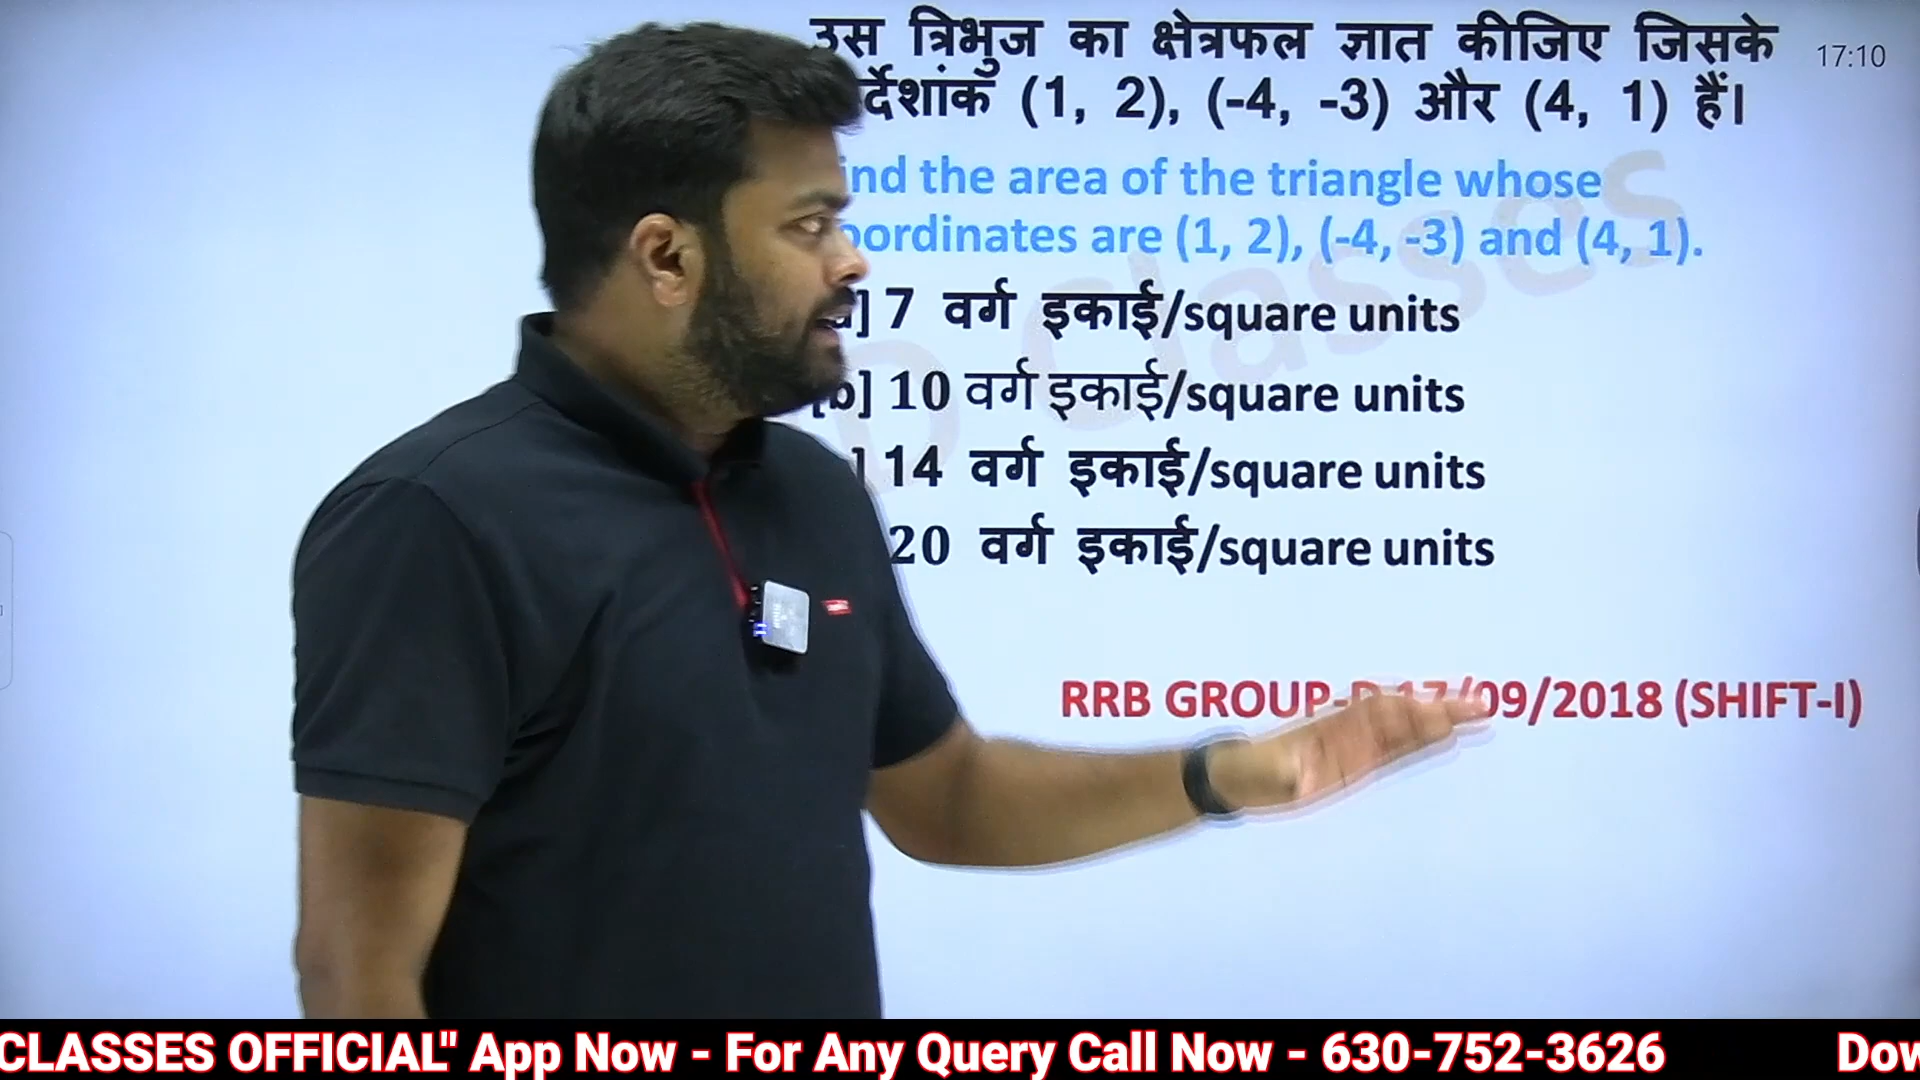 उस त्रिभुज का क्षेत्रफल ज्ञात कीजिए जिसके
17:10
(1, 2), (-4, -3) और (4, 1) हैं।
ind the area of the triangle whose
oordinates are (1, 2), (-4, -3) and (4, 1).
] 7 वर्ग इकाई/square units
[b] 10 वर्ग इकाई/square units
] 14 वर्ग इकाई/square units
20 वर्ग इकाई/square units
D Classes
RRB GROUP-D 17/09/2018 (SHIFT-I)
CLASSES OFFICIAL" App Now - For Any Query Call Now - 630-752-3626 Dow